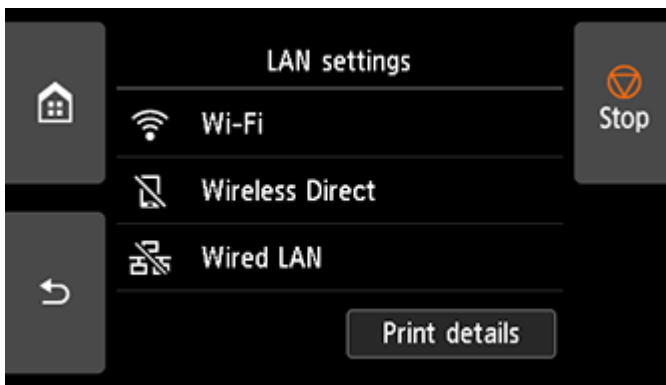 LAN settings
Wi-Fi
Wireless Direct
Wired LAN
Print details
Stop